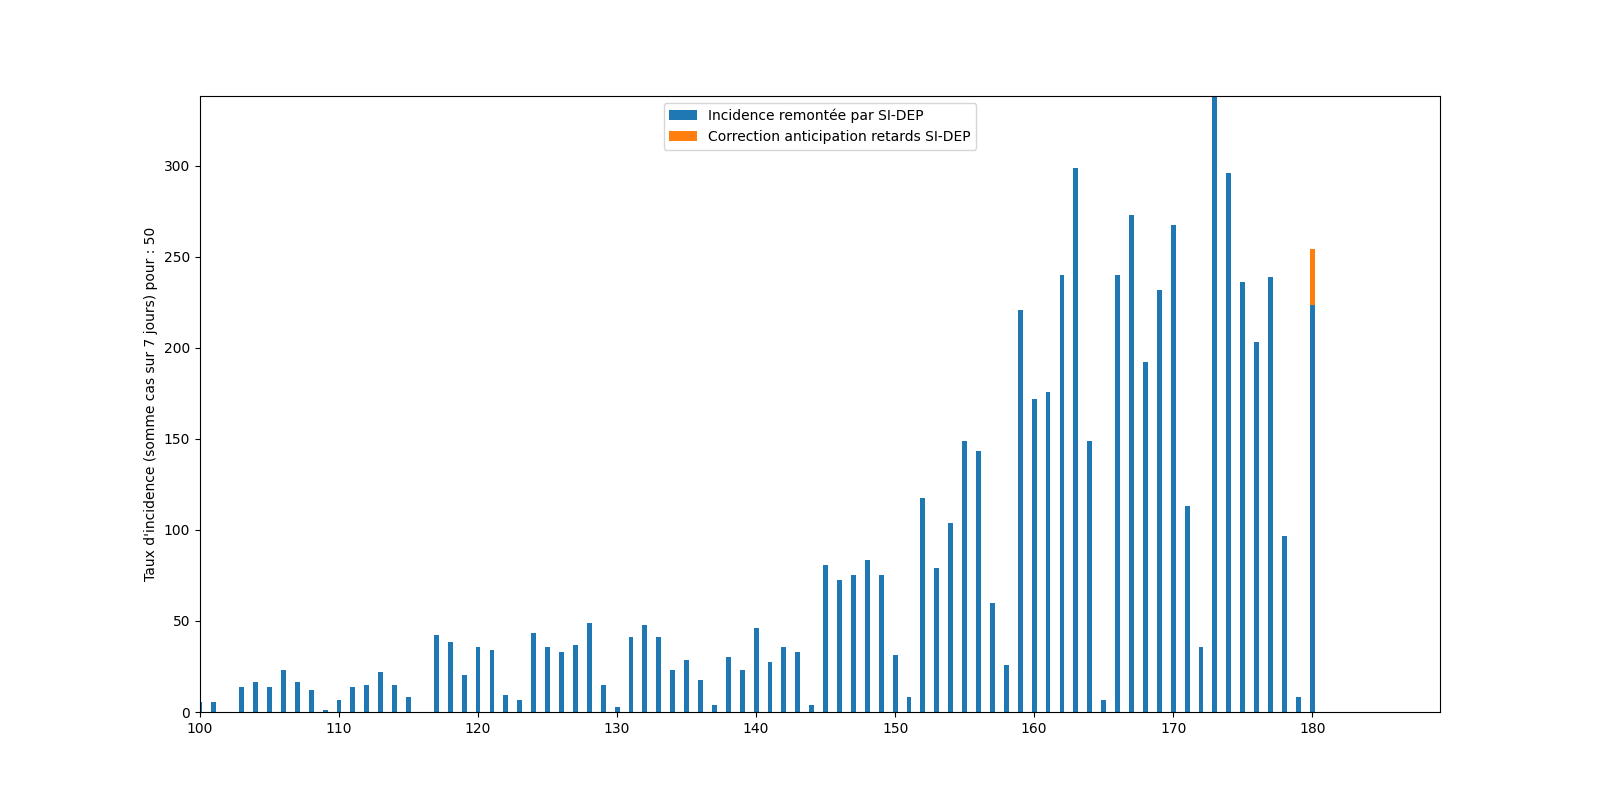 Incidence remontée par SI-DEP
Correction anticipation retards SI-DEP
Taux d'incidence (somme cas sur 7 jours) pour : 50
300
250
200
150
100
50
0
100 110 120 130 140 150 160 170 180